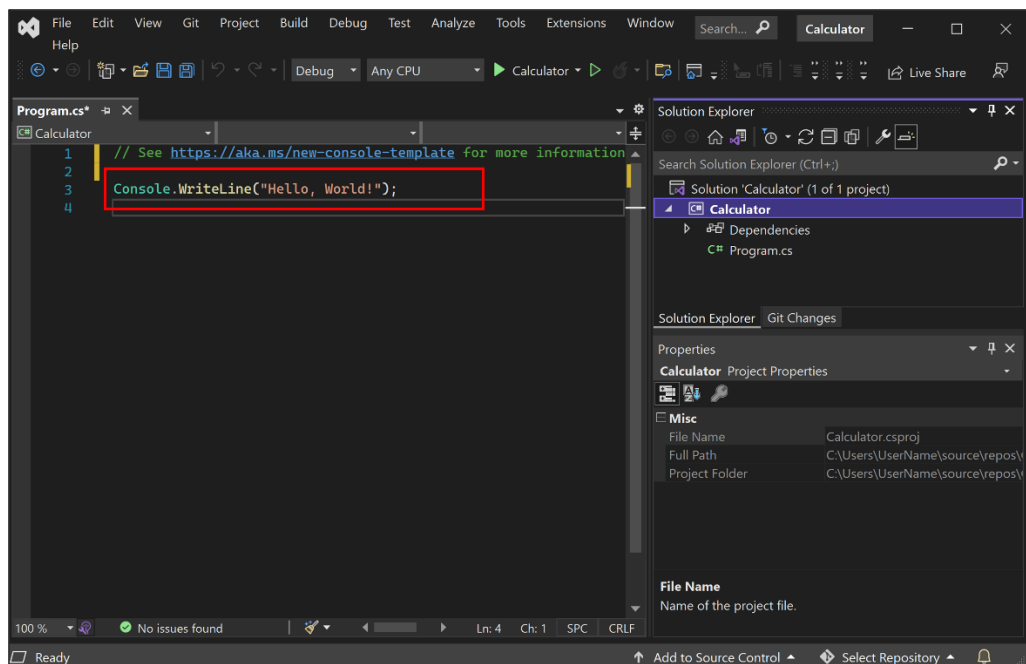 File Edit View Git Project Build Debug Test Analyze Tools Extensions Window Search... Calculator
Help
Debug Any CPU Calculator Live Share
Program.cs*
C# Calculator
1 // See https://aka.ms/new-console-template for more information
2
3 Console.WriteLine("Hello, World!");
4
100 % No issues found Ln: 4 Ch: 1 SPC CRLF
Solution Explorer
Search Solution Explorer (Ctrl+;)
Solution 'Calculator' (1 of 1 project)
C# Calculator
Dependencies
C# Program.cs
Solution Explorer Git Changes
Properties
Calculator Project Properties
Misc
File Name Calculator.csproj
Full Path C:\Users\UserName\source\repos\
Project Folder C:\Users\UserName\source\repos\
File Name
Name of the project file.
Ready Add to Source Control Select Repository